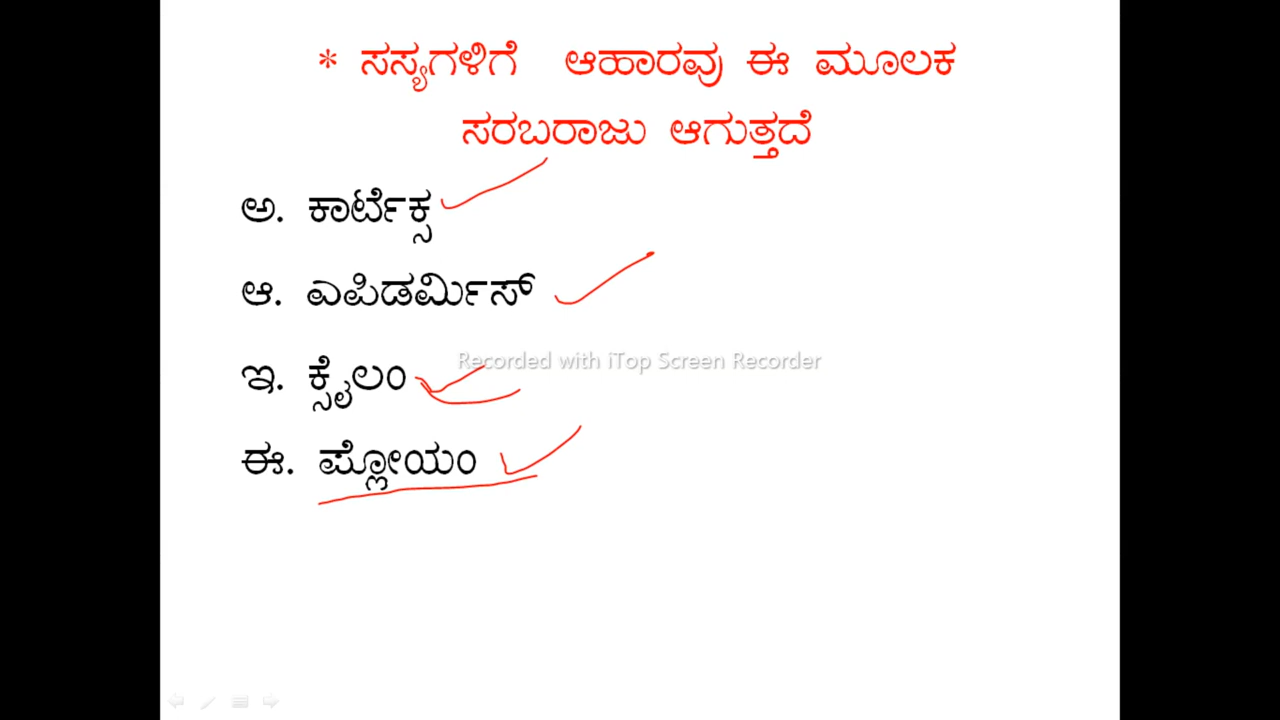 * ಸಸ್ಯಗಳಿಗೆ ಆಹಾರವು ಈ ಮೂಲಕ
ಸರಬರಾಜು ಆಗುತ್ತದೆ
ಅ. ಕಾರ್ಟೆಕ್ಸ
ಆ. ಎಪಿಡರ್ಮಿಸ್
Recorded with iTop Screen Recorder
ಇ. ಕ್ಸೈಲಂ
ಈ. ಪ್ಲೋಯಂ